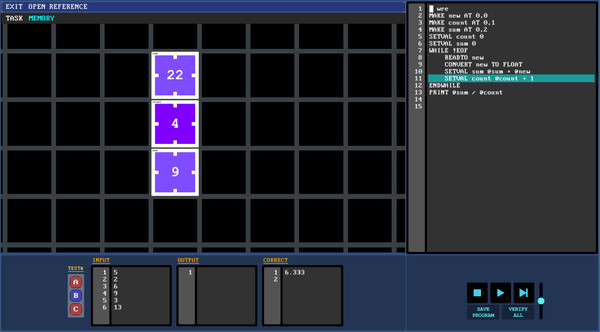 EXIT OPEN REFERENCE
TASK MEMORY
22
4
9
1 wre
2 MAKE new AT 0,0
3 MAKE count AT 0,1
4 MAKE sum AT 0,2
5 SETVAL count 0
6 SETVAL sum 0
7 WHILE !EOF
8 READTO new
9 CONVERT new TO FLOAT
10 SETVAL sum @sum + @new
11 SETVAL count @count + 1
12 ENDWHILE
13 PRINT @sum / @count
14
15
TEST#
A
B
C
INPUT
1 5
2 2
3 6
4 9
5 3
6 13
OUTPUT
1
CORRECT
1 6.333
2
SAVE PROGRAM
VERIFY ALL